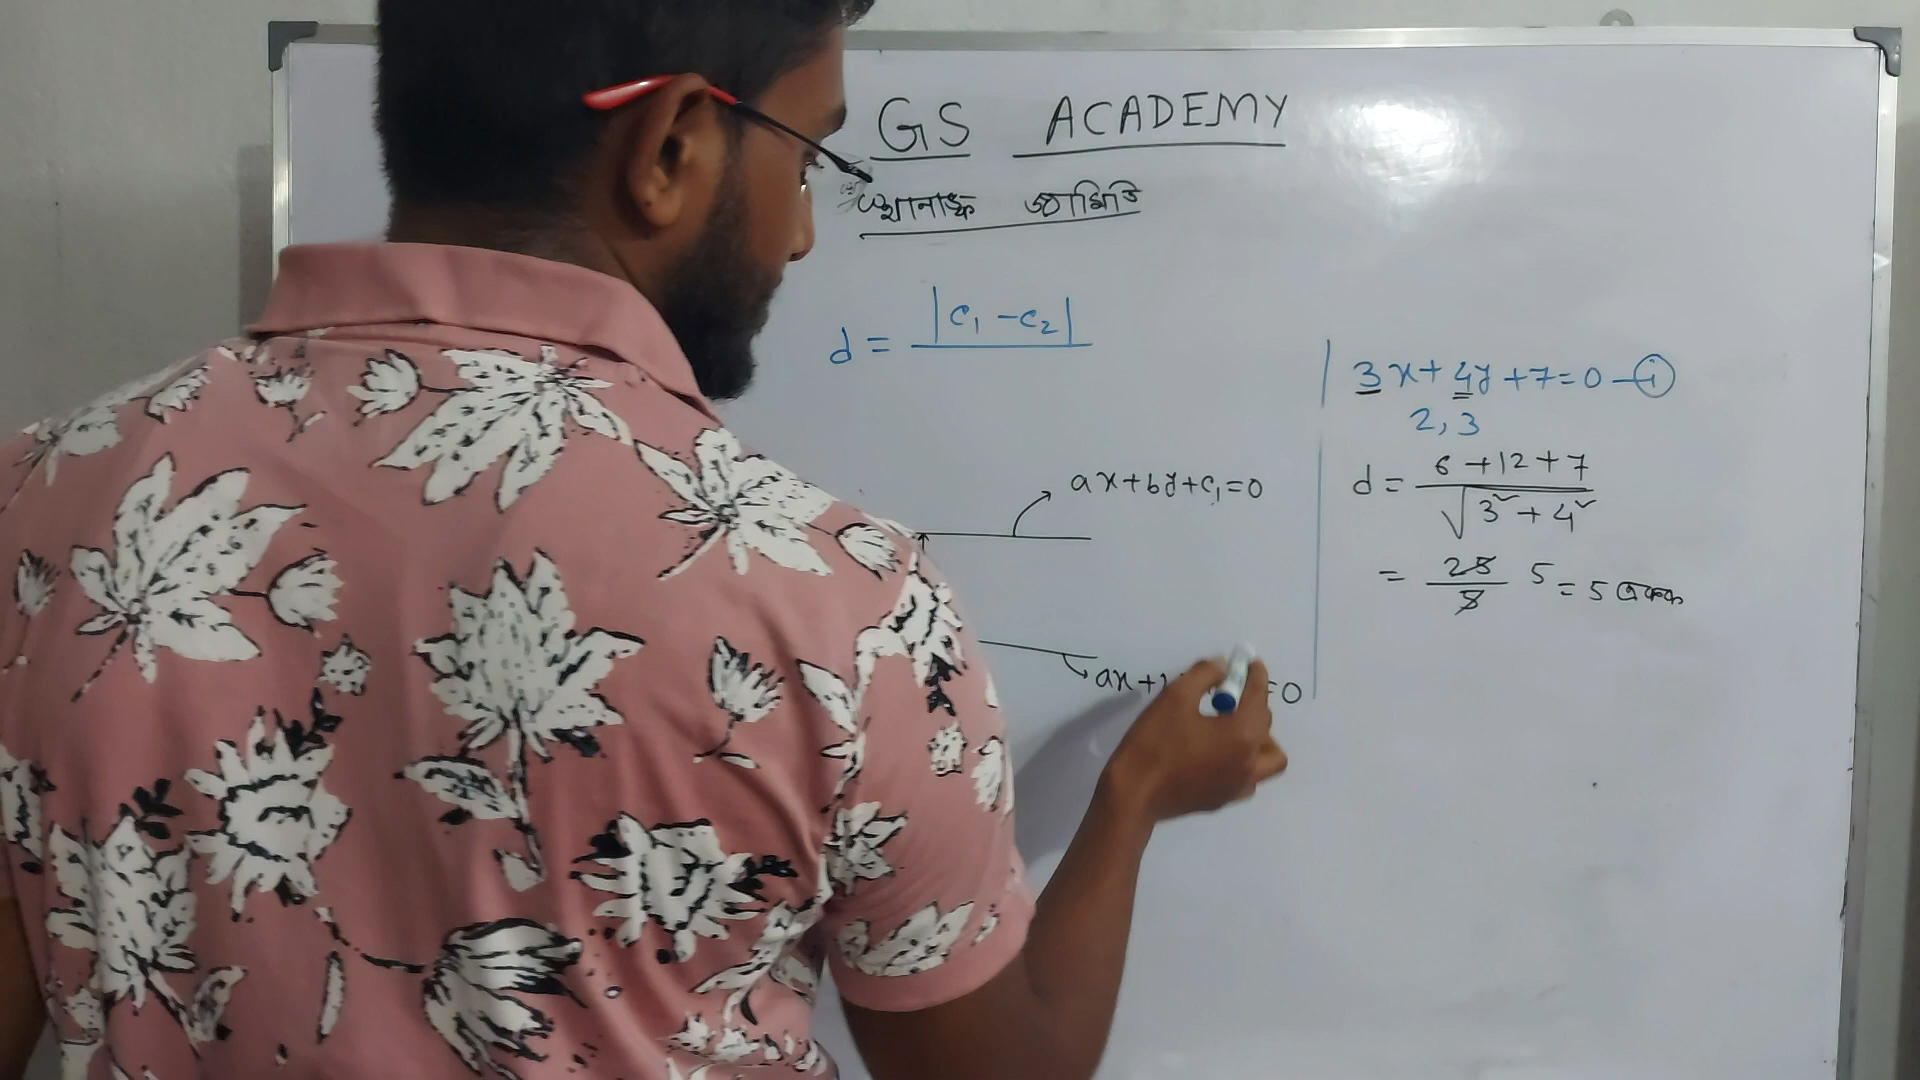 GS ACADEMY
স্থানাঙ্ক জ্যামিতি
d = |c₁ - c₂|
ax+by+c₁=0
ax+ =0
3x+4y+7=0 — (i)
2, 3
d = 6+12+7
√3² + 4²
= 25 5 = 5 একক
5